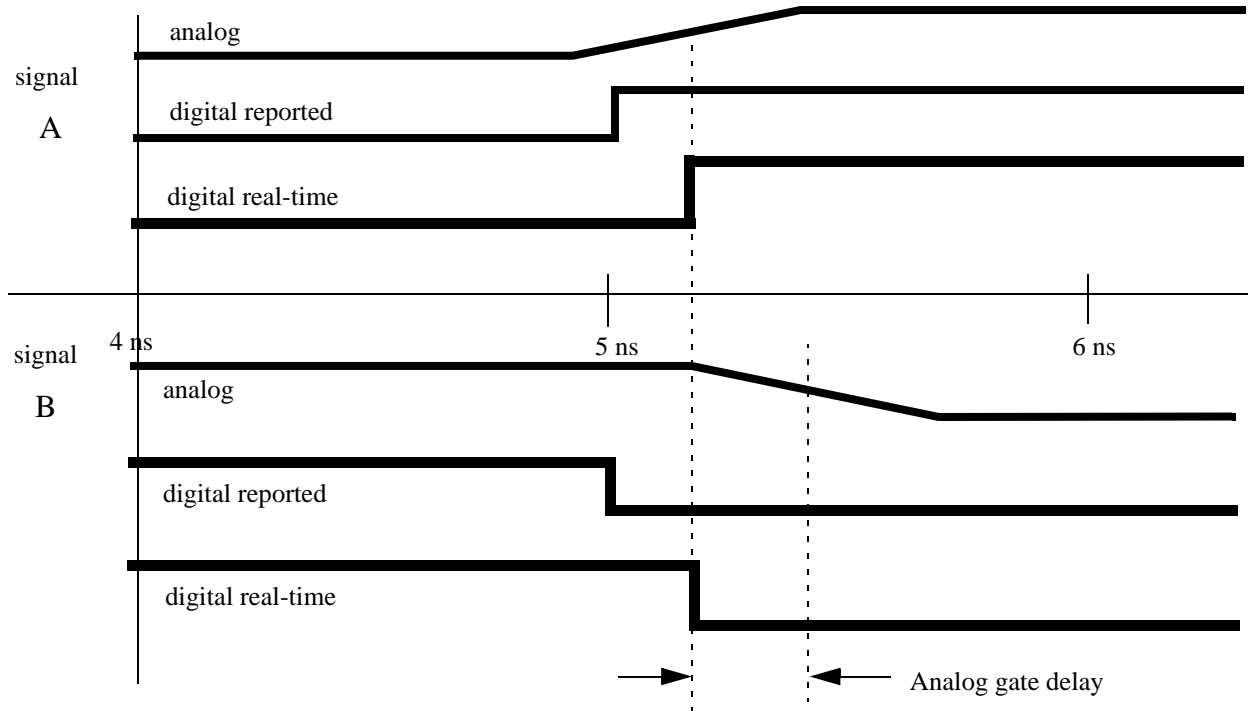 analog
signal
A
digital reported
digital real-time
4 ns
5 ns
6 ns
signal
B
analog
digital reported
digital real-time
Analog gate delay